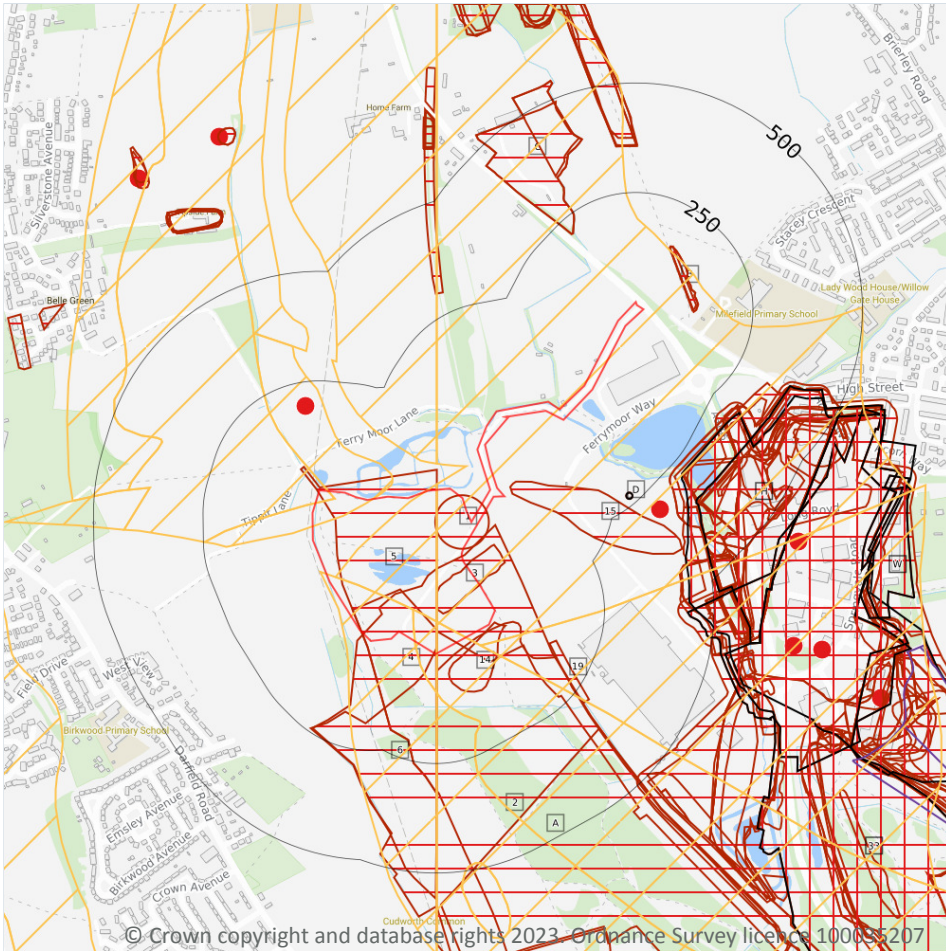 Brierley Road
Home Farm
500
C
Silverstone Avenue
250
Stacey Crescent
Lady Wood House/Willow
Gate House
Belle Green
Milefield Primary School
High Street
Ferry Moor Lane
Ferrymoor Way
D
15
H
Tippit Lane
5
3
W
4
14
19
Field Drive
West View
Birkwood Primary School
6
Darfield Road
2
A
Emsley Avenue
33
Birkwood Avenue
Crown Avenue
Cudworth Common
© Crown copyright and database rights 2023. Ordnance Survey licence 100035207.